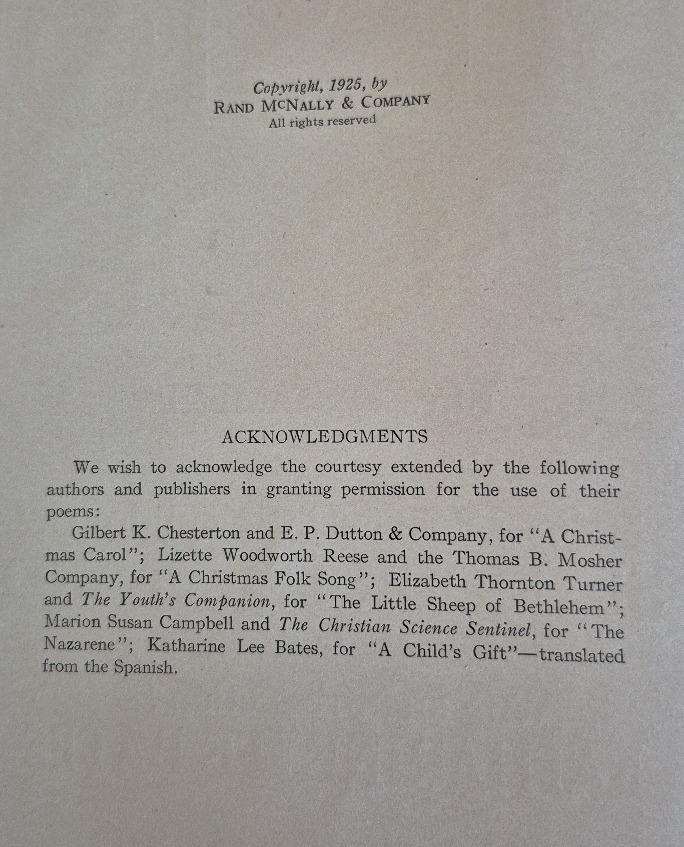 Copyright, 1925, by
RAND MCNALLY & COMPANY
All rights reserved
ACKNOWLEDGMENTS
We wish to acknowledge the courtesy extended by the following
authors and publishers in granting permission for the use of their
poems:
Gilbert K. Chesterton and E. P. Dutton & Company, for “A Christ-
mas Carol”; Lizette Woodworth Reese and the Thomas B. Mosher
Company, for “A Christmas Folk Song”; Elizabeth Thornton Turner
and The Youth's Companion, for “The Little Sheep of Bethlehem”;
Marion Susan Campbell and The Christian Science Sentinel, for “The
Nazarene”; Katharine Lee Bates, for “A Child's Gift”—translated
from the Spanish.